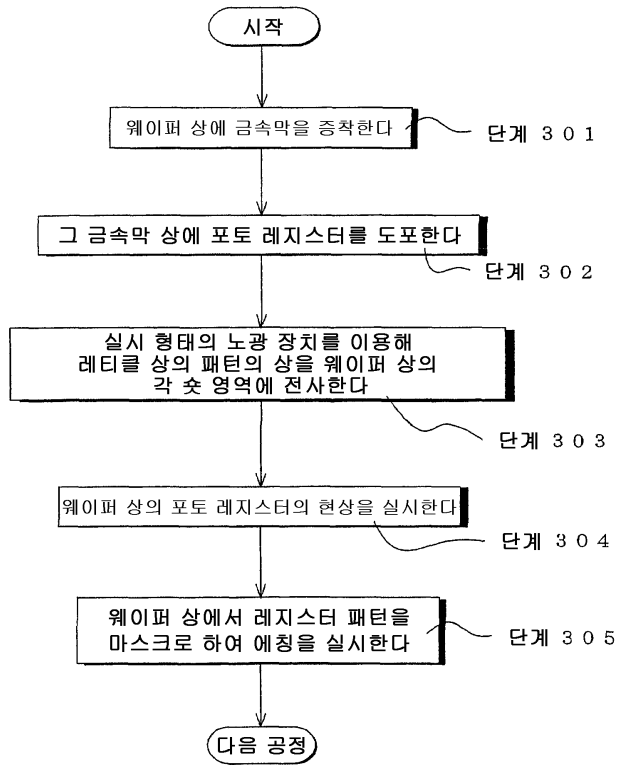 시작
웨이퍼 상에 금속막을 증착한다
단계 301
그 금속막 상에 포토 레지스터를 도포한다
단계 302
실시 형태의 노광 장치를 이용해
레티클 상의 패턴의 상을 웨이퍼 상의
각 숏 영역에 전사한다
단계 303
웨이퍼 상의 포토 레지스터의 현상을 실시한다
단계 304
웨이퍼 상에서 레지스터 패턴을
마스크로 하여 에칭을 실시한다
단계 305
다음 공정